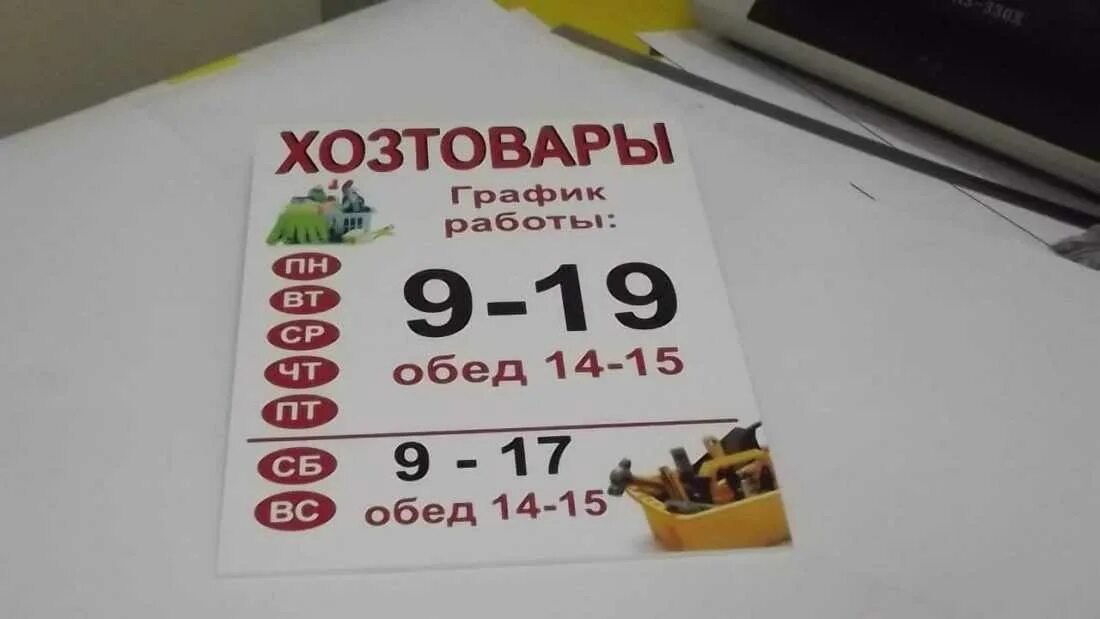 ХОЗТОВАРЫ
График
работы:
ПН
ВТ
СР
ЧТ
ПТ
9-19
обед 14-15
СБ
ВС
9 - 17
обед 14-15